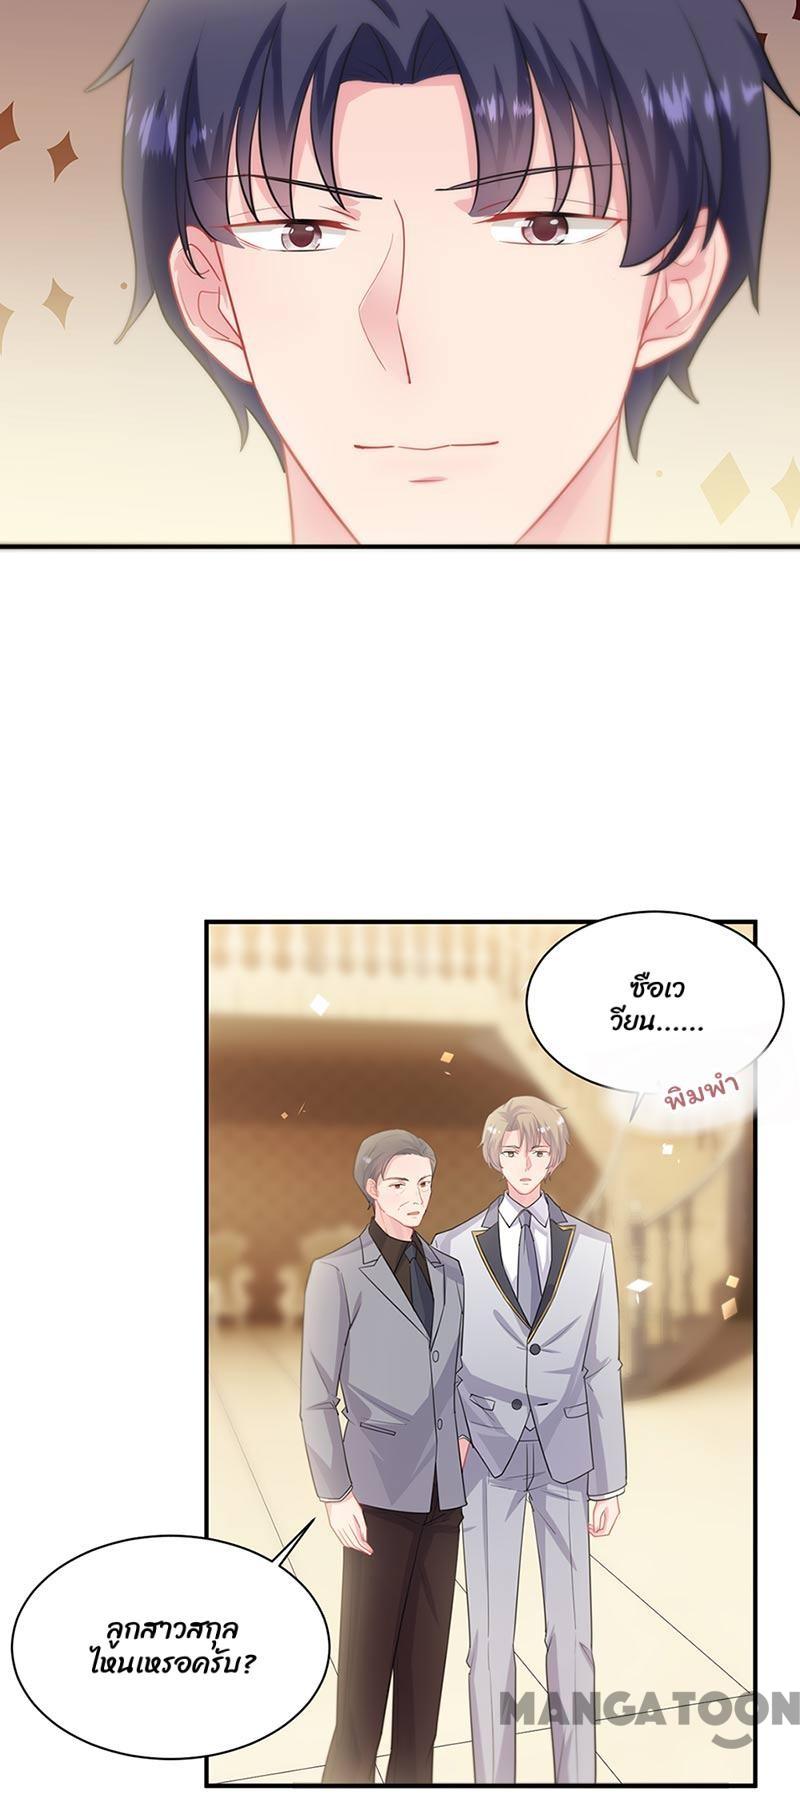 ซือเว
วียน......
พิมพำ
ลูกสาวสกุล
ไหนเหรอครับ?
MANGATOON